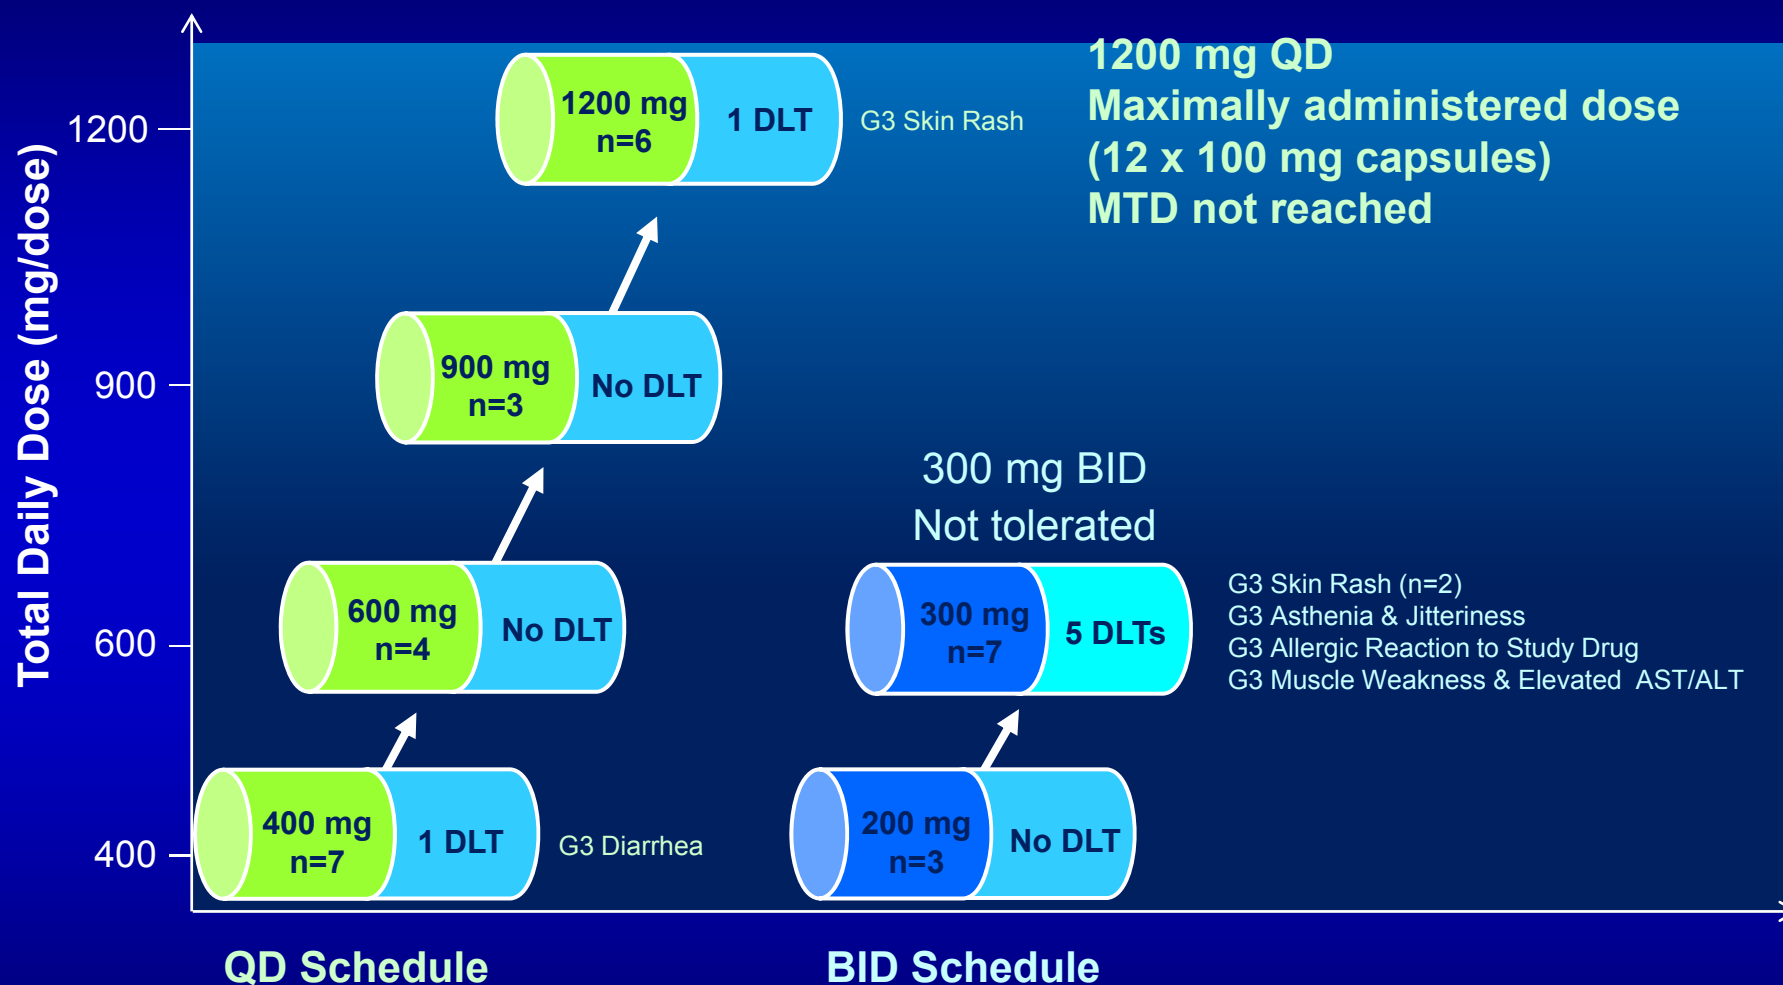 1200 mg QD
Maximally administered dose
(12 x 100 mg capsules)
MTD not reached
Total Daily Dose (mg/dose)
1200
900
600
400
1200 mg
n=6
1 DLT
G3 Skin Rash
900 mg
n=3
No DLT
600 mg
n=4
No DLT
400 mg
n=7
1 DLT
G3 Diarrhea
300 mg BID
Not tolerated
300 mg
n=7
5 DLTs
G3 Skin Rash (n=2)
G3 Asthenia & Jitteriness
G3 Allergic Reaction to Study Drug
G3 Muscle Weakness & Elevated AST/ALT
200 mg
n=3
No DLT
QD Schedule
BID Schedule